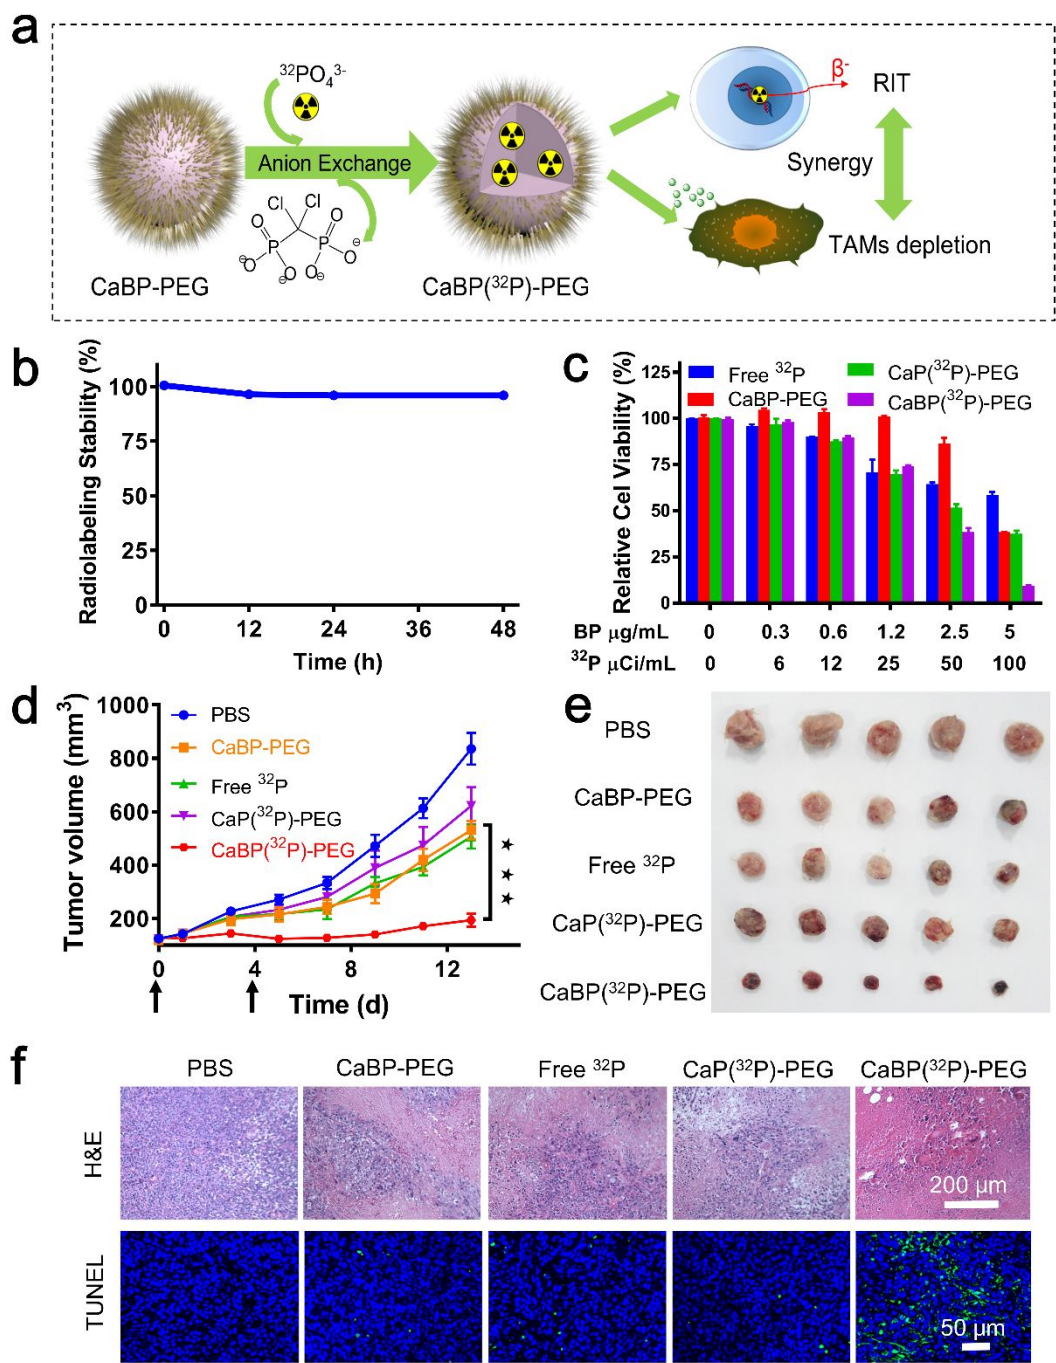 a
³²PO₄³⁻
Anion Exchange
Cl Cl
O O
P P
⊖O O⊖
O O
⊖ ⊖
CaBP-PEG
CaBP(³²P)-PEG
β⁻
RIT
Synergy
TAMs depletion
b
Radiolabeling Stability (%)
100
75
50
25
0
0 12 24 36 48
Time (h)
c
Relative Cel Viability (%)
125
100
75
50
25
0
Free ³²P
CaBP-PEG
CaP(³²P)-PEG
CaBP(³²P)-PEG
BP μg/mL 0 0.3 0.6 1.2 2.5 5
³²P μCi/mL 0 6 12 25 50 100
d
Tumor volume (mm³)
1000
800
600
400
200
PBS
CaBP-PEG
Free ³²P
CaP(³²P)-PEG
CaBP(³²P)-PEG
★★★
0 4 8 12
Time (d)
e
PBS
CaBP-PEG
Free ³²P
CaP(³²P)-PEG
CaBP(³²P)-PEG
f
PBS CaBP-PEG Free ³²P CaP(³²P)-PEG CaBP(³²P)-PEG
H&E
200 μm
TUNEL
50 μm